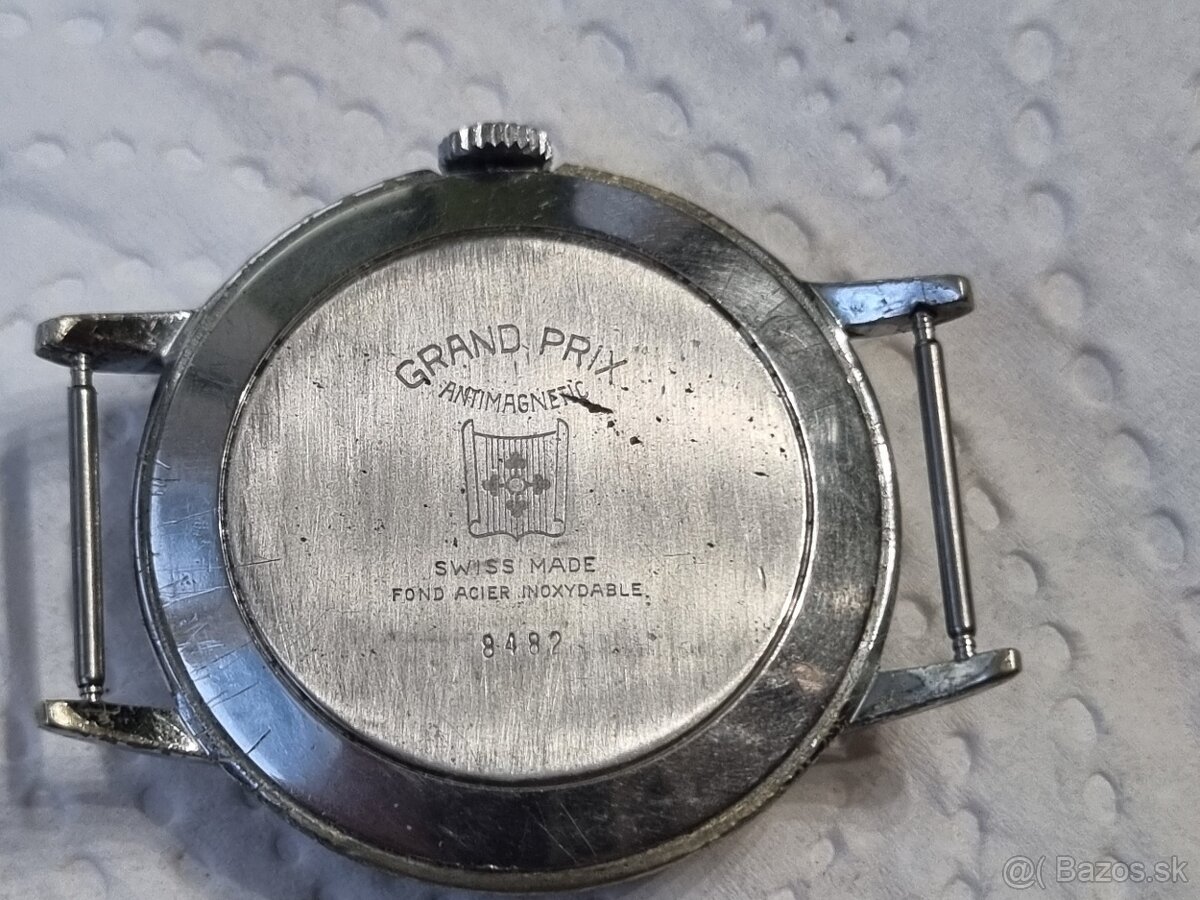 GRAND PRIX
ANTIMAGNETIC
SWISS MADE
FOND ACIER INOXYDABLE.
8482
@( Bazos.sk